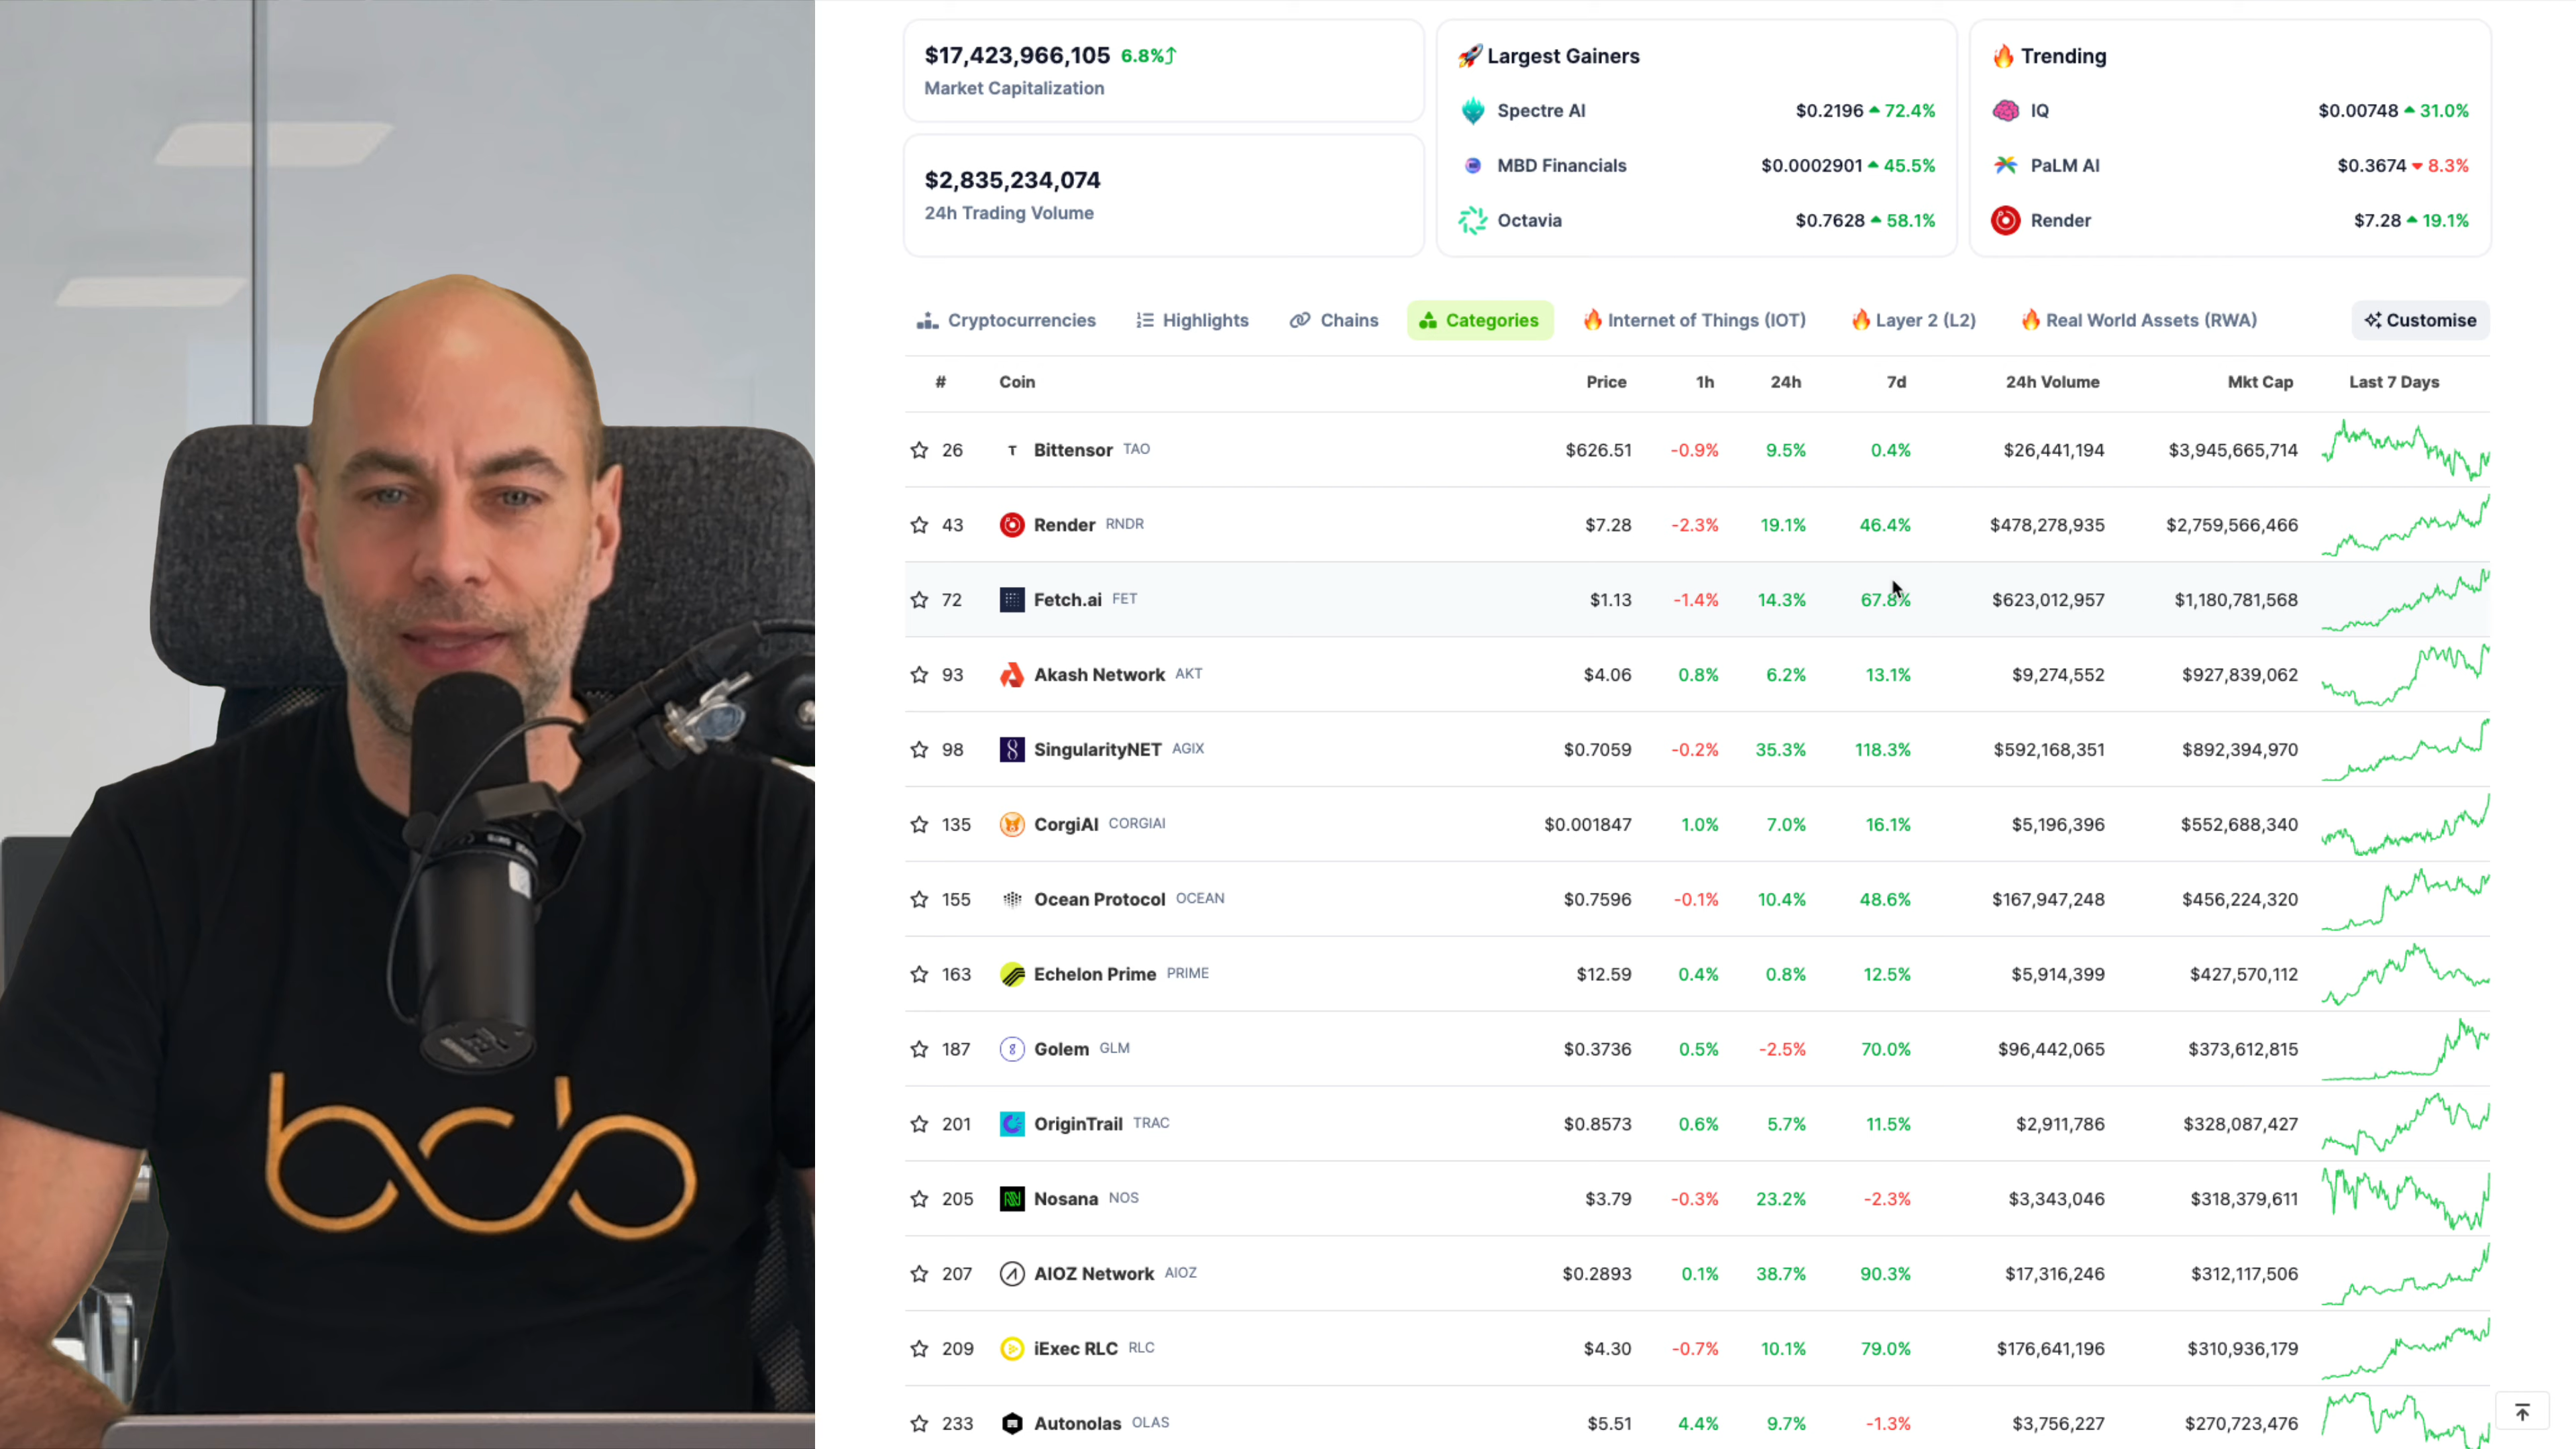 $17,423,966,105 6.8%
Market Capitalization
$2,835,234,074
24h Trading Volume
Largest Gainers
Spectre AI $0.2196 72.4%
MBD Financials $0.0002901 45.5%
Octavia $0.7628 58.1%
Trending
IQ $0.00748 31.0%
PaLM AI $0.3674 8.3%
Render $7.28 19.1%
Cryptocurrencies Highlights Chains Categories Internet of Things (IOT) Layer 2 (L2) Real World Assets (RWA) Customise
# Coin Price 1h 24h 7d 24h Volume Mkt Cap Last 7 Days
26 T Bittensor TAO $626.51 -0.9% 9.5% 0.4% $26,441,194 $3,945,665,714
43 Render RNDR $7.28 -2.3% 19.1% 46.4% $478,278,935 $2,759,566,466
72 Fetch.ai FET $1.13 -1.4% 14.3% 67.8% $623,012,957 $1,180,781,568
93 Akash Network AKT $4.06 0.8% 6.2% 13.1% $9,274,552 $927,839,062
98 SingularityNET AGIX $0.7059 -0.2% 35.3% 118.3% $592,168,351 $892,394,970
135 CorgiAI CORGIAI $0.001847 1.0% 7.0% 16.1% $5,196,396 $552,688,340
155 Ocean Protocol OCEAN $0.7596 -0.1% 10.4% 48.6% $167,947,248 $456,224,320
163 Echelon Prime PRIME $12.59 0.4% 0.8% 12.5% $5,914,399 $427,570,112
187 Golem GLM $0.3736 0.5% -2.5% 70.0% $96,442,065 $373,612,815
201 OriginTrail TRAC $0.8573 0.6% 5.7% 11.5% $2,911,786 $328,087,427
205 Nosana NOS $3.79 -0.3% 23.2% -2.3% $3,343,046 $318,379,611
207 AIOZ Network AIOZ $0.2893 0.1% 38.7% 90.3% $17,316,246 $312,117,506
209 iExec RLC RLC $4.30 -0.7% 10.1% 79.0% $176,641,196 $310,936,179
233 Autonolas OLAS $5.51 4.4% 9.7% -1.3% $3,756,227 $270,723,476
bcb